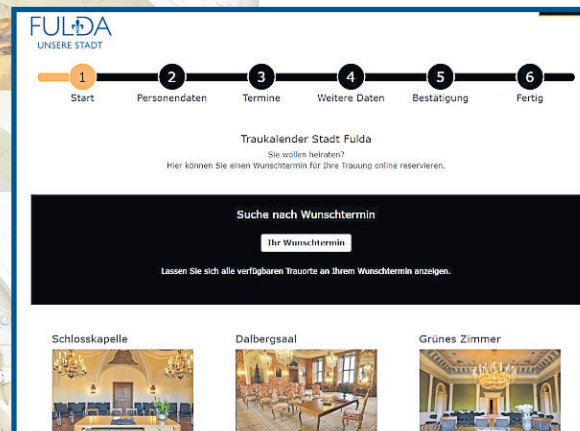 FULDA
UNSERE STADT
1 2 3 4 5 6
Start Personendaten Termine Weitere Daten Bestätigung Fertig
Traukalender Stadt Fulda
Sie wollen heiraten?
Hier können Sie einen Wunschtermin für Ihre Trauung online reservieren.
Suche nach Wunschtermin
Ihr Wunschtermin
Lassen Sie sich alle verfügbaren Trauorte an Ihrem Wunschtermin anzeigen.
Schlosskapelle Dalbergsaal Grünes Zimmer